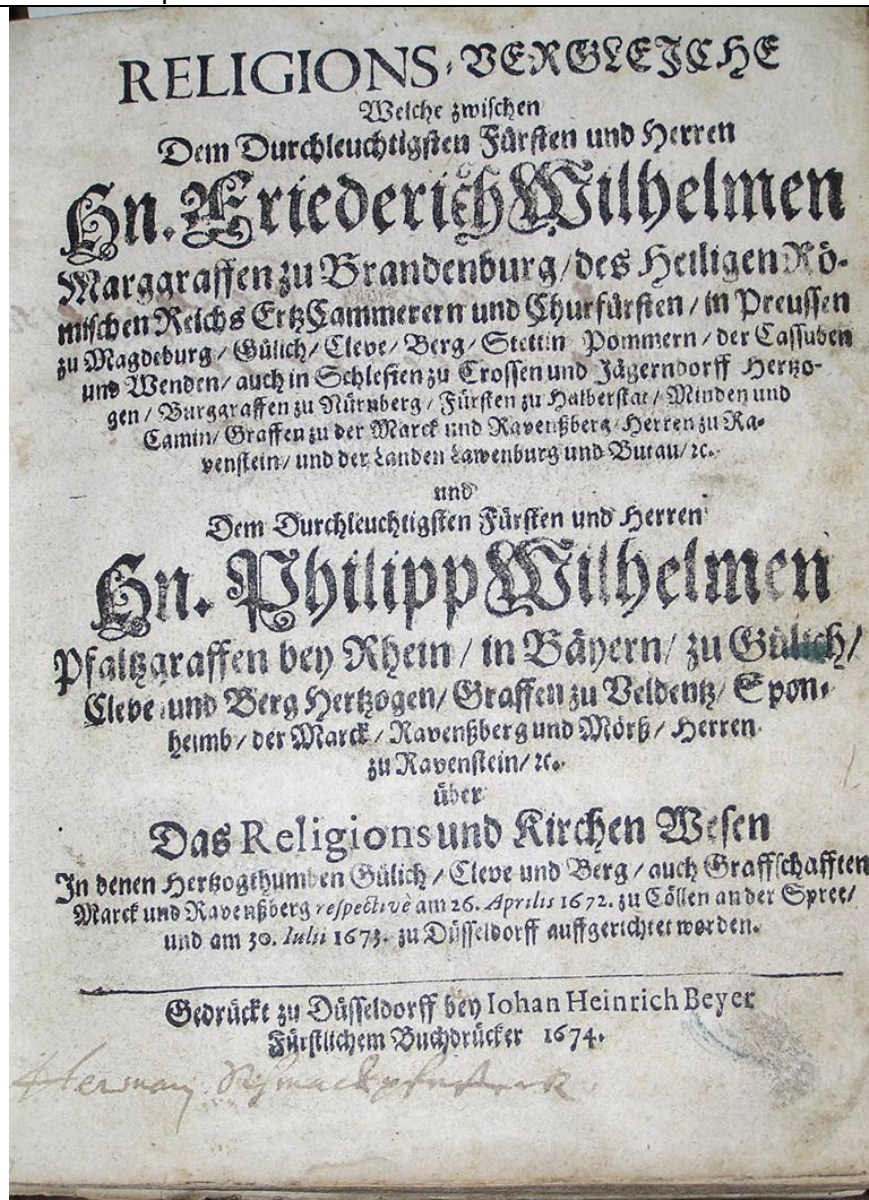 RELIGIONS-VERGLEICHE
Welche zwischen
Dem Durchleuchtigsten Fürsten und Herren
Hn. Friederich Wilhelmen
Marggraffen zu Brandenburg/des Heiligen Rö-
mischen Reichs ErtzCammerern und Churfürsten/in Preussen
zu Magdeburg/Gülich/Cleve/Berg/Stettin Pommern/der Cassuben
und Wenden/auch in Schlesien zu Crossen und Jägerndorff Hertzo-
gen/Burggraffen zu Nürnberg/Fürsten zu Halberstat/Minden und
Camin/Graffen zu der Marck und Ravenßberg/Herren zu Ra-
venstein/und der Landen Lawenburg und Butau/ꝛc.
und
Dem Durchleuchtigsten Fürsten und Herren
Hn. Philipp Wilhelmen
Pfaltzgraffen bey Rhein/in Bäyern/zu Gülich/
Cleve und Berg Hertzogen/Graffen zu Veldentz/Spon-
heimb/der Marck/Ravenßberg und Mörß/Herren
zu Ravenstein/ꝛc.
über
Das Religions und Kirchen Wesen
In denen Hertzogthumben Gülich/Cleve und Berg/auch Graffschafften
Marck und Ravenßberg respectivè am 26. Aprilis 1672. zu Cöllen an der Spree/
und am 30. Iulii 1673. zu Düsseldorff auffgerichtet worden.
Gedrückt zu Düsseldorff bey Iohan Heinrich Beyer
Fürstlichem Buchdrücker 1674.
Herman